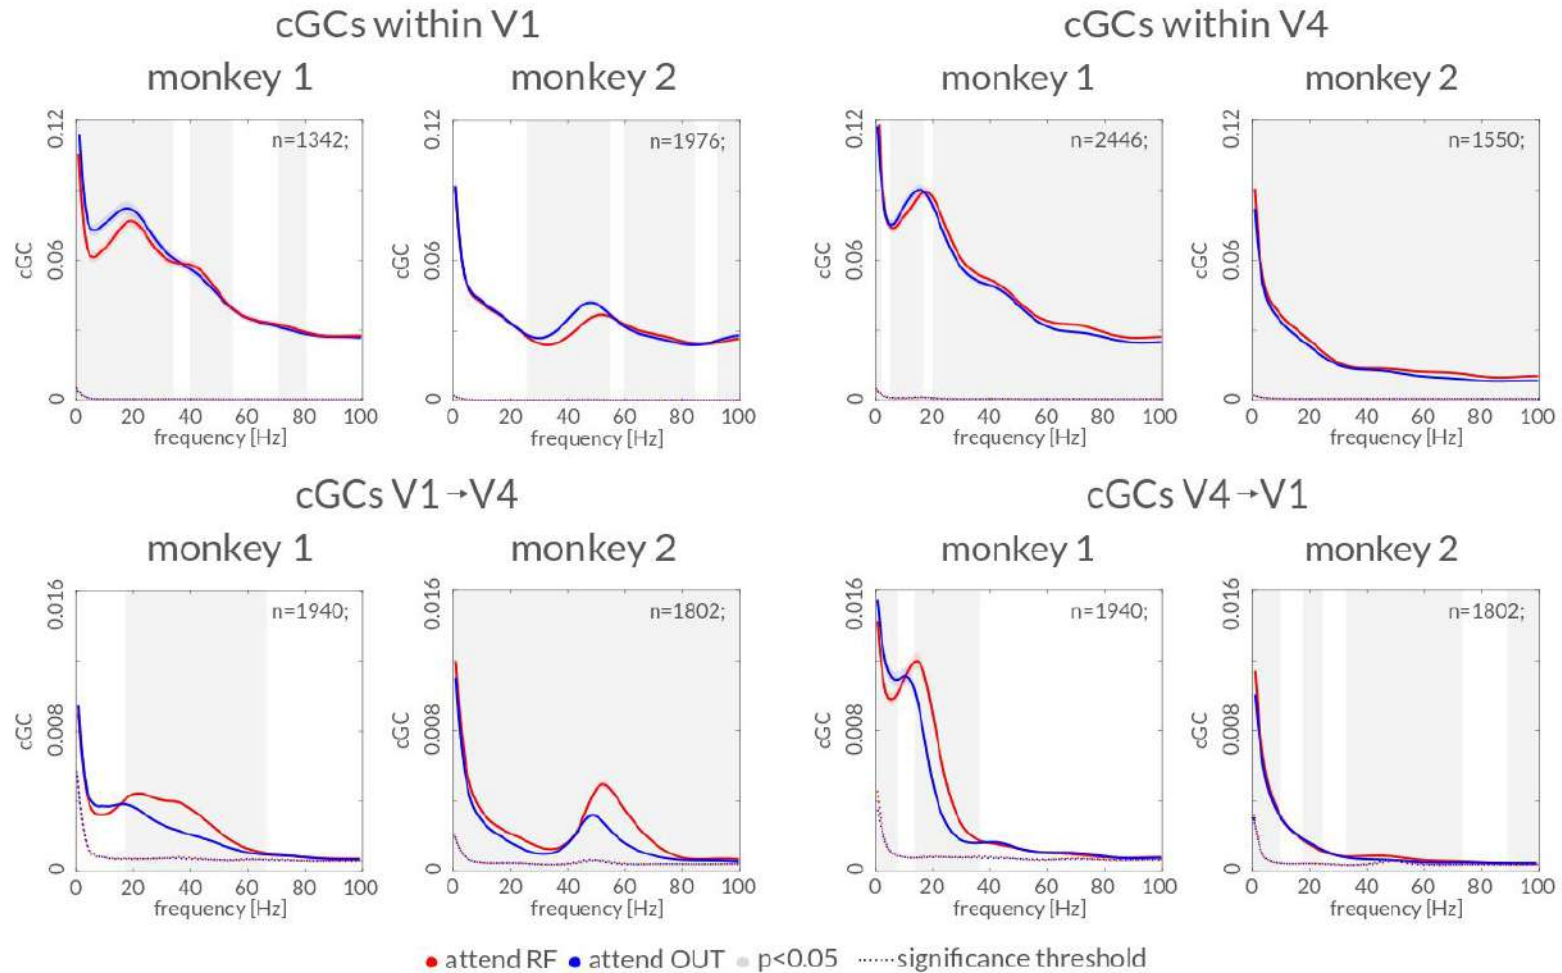 cGCs within V1
cGCs within V4
monkey 1
monkey 2
monkey 1
monkey 2
0.12
0.06
0
cGC
n=1342;
0 20 40 60 80 100
frequency [Hz]
0.12
0.06
0
cGC
n=1976;
0 20 40 60 80 100
frequency [Hz]
0.12
0.06
0
cGC
n=2446;
0 20 40 60 80 100
frequency [Hz]
0.12
0.06
0
cGC
n=1550;
0 20 40 60 80 100
frequency [Hz]
cGCs V1→V4
cGCs V4→V1
monkey 1
monkey 2
monkey 1
monkey 2
0.016
0.008
0
cGC
n=1940;
0 20 40 60 80 100
frequency [Hz]
0.016
0.008
0
cGC
n=1802;
0 20 40 60 80 100
frequency [Hz]
0.016
0.008
0
cGC
n=1940;
0 20 40 60 80 100
frequency [Hz]
0.016
0.008
0
cGC
n=1802;
0 20 40 60 80 100
frequency [Hz]
attend RF attend OUT p<0.05 significance threshold